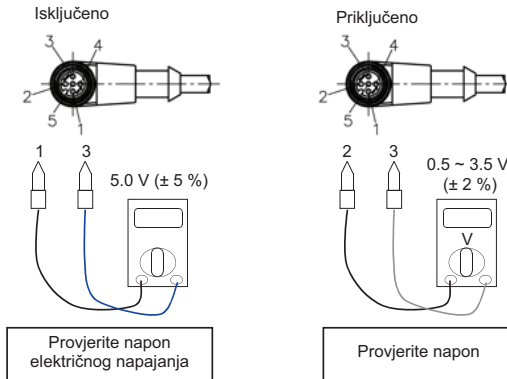 Isključeno
3
4
2
5
1
1 3
5.0 V (± 5 %)
Provjerite napon
električnog napajanja
Priključeno
3
4
2
5
1
2 3
0.5 ~ 3.5 V
(± 2 %)
V
Provjerite napon